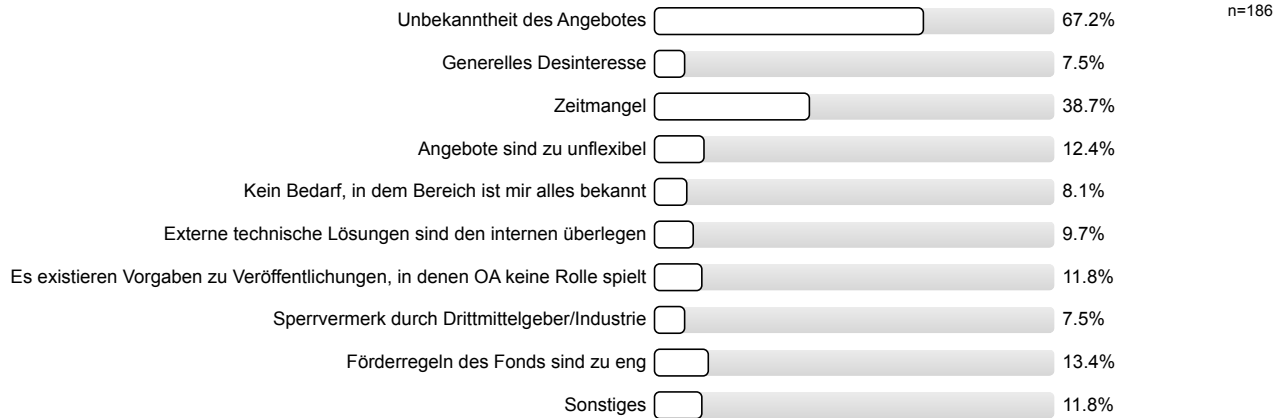 Unbekanntheit des Angebotes 67.2% n=186
Generelles Desinteresse 7.5%
Zeitmangel 38.7%
Angebote sind zu unflexibel 12.4%
Kein Bedarf, in dem Bereich ist mir alles bekannt 8.1%
Externe technische Lösungen sind den internen überlegen 9.7%
Es existieren Vorgaben zu Veröffentlichungen, in denen OA keine Rolle spielt 11.8%
Sperrvermerk durch Drittmittelgeber/Industrie 7.5%
Förderregeln des Fonds sind zu eng 13.4%
Sonstiges 11.8%